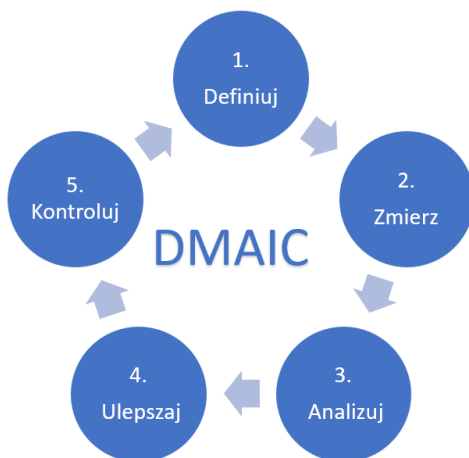 1.
Definiuj
2.
Zmierz
3.
Analizuj
4.
Ulepszaj
5.
Kontroluj
DMAIC